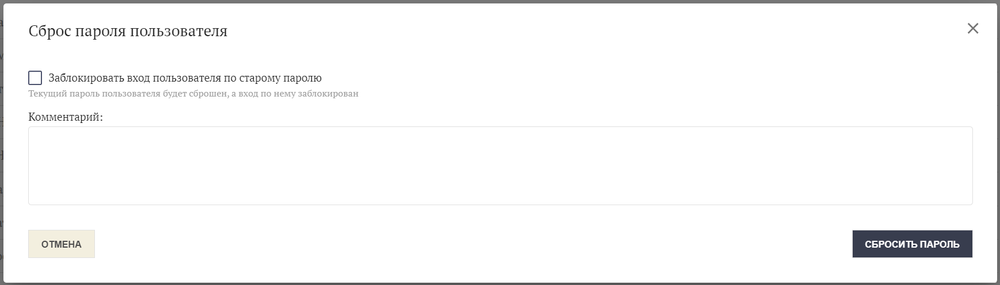 Сброс пароля пользователя
Заблокировать вход пользователя по старому паролю
Текущий пароль пользователя будет сброшен, а вход по нему заблокирован
Комментарий:
ОТМЕНА
СБРОСИТЬ ПАРОЛЬ